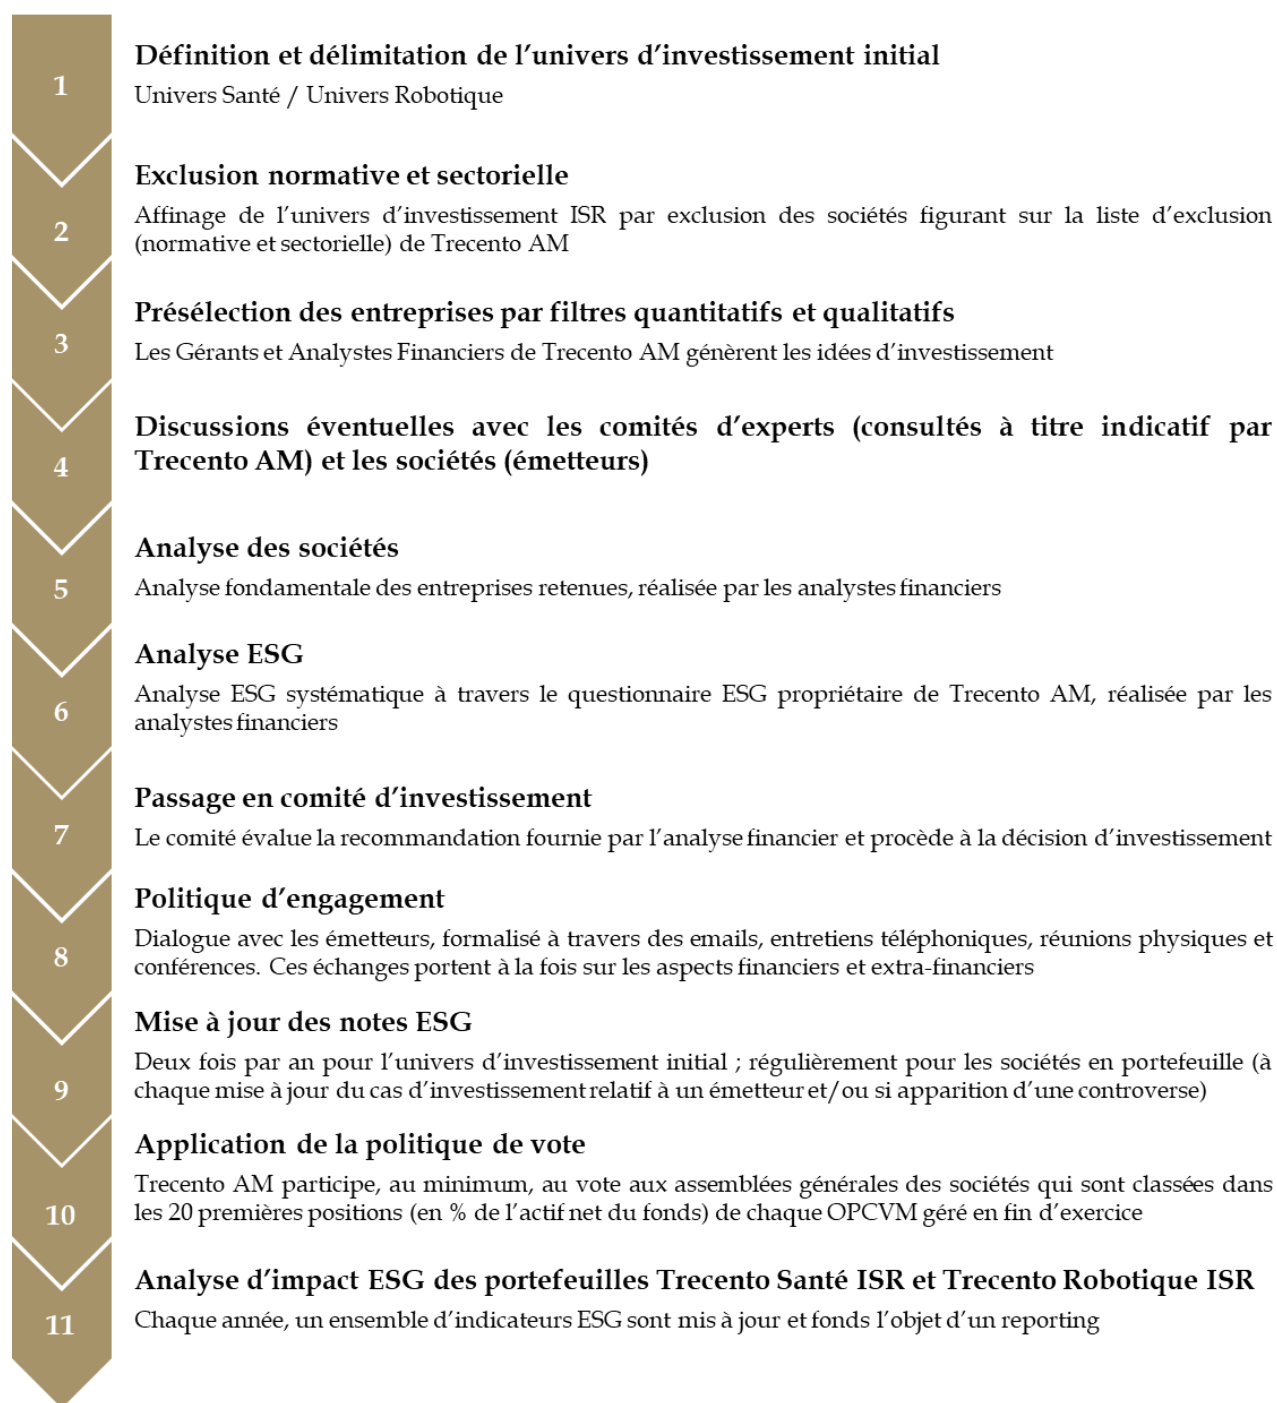 1
Définition et délimitation de l’univers d’investissement initial
Univers Santé / Univers Robotique
2
Exclusion normative et sectorielle
Affinage de l’univers d’investissement ISR par exclusion des sociétés figurant sur la liste d’exclusion
(normative et sectorielle) de Trecento AM
3
Présélection des entreprises par filtres quantitatifs et qualitatifs
Les Gérants et Analystes Financiers de Trecento AM génèrent les idées d’investissement
4
Discussions éventuelles avec les comités d’experts (consultés à titre indicatif par
Trecento AM) et les sociétés (émetteurs)
5
Analyse des sociétés
Analyse fondamentale des entreprises retenues, réalisée par les analystes financiers
6
Analyse ESG
Analyse ESG systématique à travers le questionnaire ESG propriétaire de Trecento AM, réalisée par les
analystes financiers
7
Passage en comité d’investissement
Le comité évalue la recommandation fournie par l’analyse financier et procède à la décision d’investissement
8
Politique d’engagement
Dialogue avec les émetteurs, formalisé à travers des emails, entretiens téléphoniques, réunions physiques et
conférences. Ces échanges portent à la fois sur les aspects financiers et extra-financiers
9
Mise à jour des notes ESG
Deux fois par an pour l’univers d’investissement initial ; régulièrement pour les sociétés en portefeuille (à
chaque mise à jour du cas d’investissement relatif à un émetteur et/ou si apparition d’une controverse)
10
Application de la politique de vote
Trecento AM participe, au minimum, au vote aux assemblées générales des sociétés qui sont classées dans
les 20 premières positions (en % de l’actif net du fonds) de chaque OPCVM géré en fin d’exercice
11
Analyse d’impact ESG des portefeuilles Trecento Santé ISR et Trecento Robotique ISR
Chaque année, un ensemble d’indicateurs ESG sont mis à jour et fonds l’objet d’un reporting